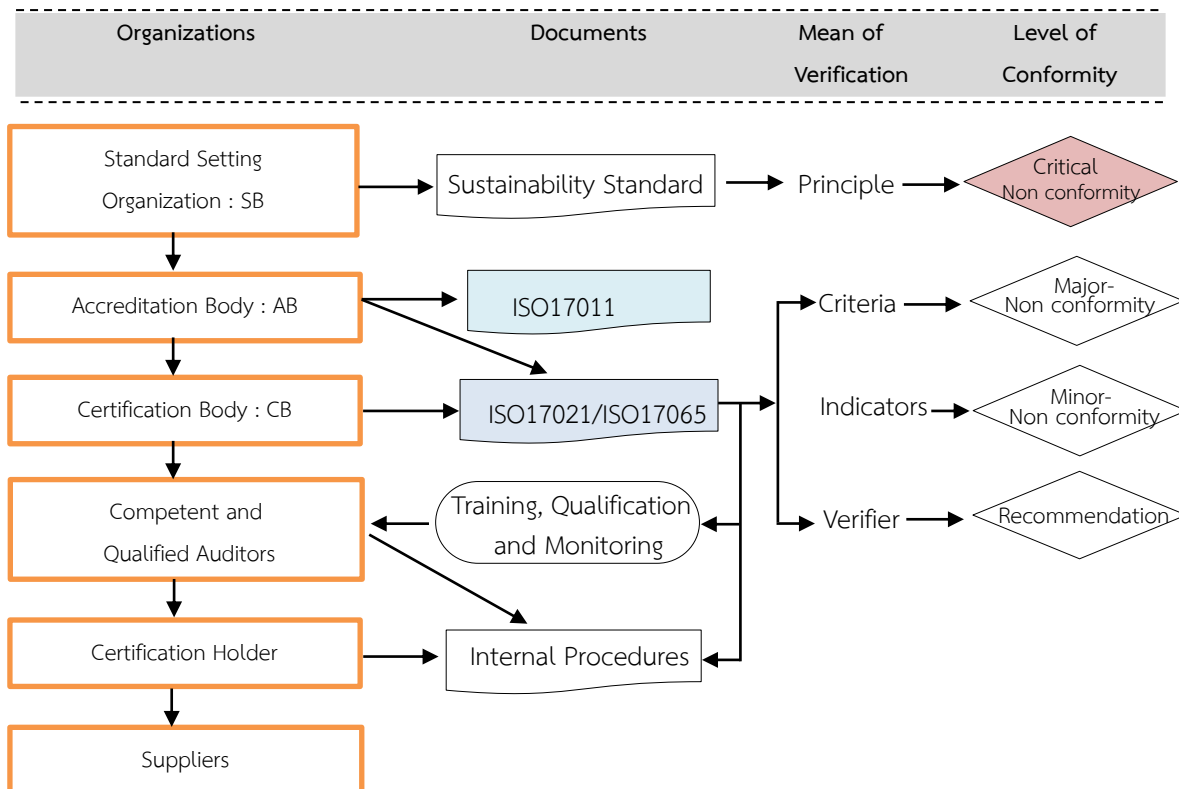 Organizations
Documents
Mean of
Verification
Level of
Conformity
Standard Setting
Organization : SB
Sustainability Standard
Principle
Critical
Non conformity
Accreditation Body : AB
ISO17011
Criteria
Major-
Non conformity
Certification Body : CB
ISO17021/ISO17065
Indicators
Minor-
Non conformity
Competent and
Qualified Auditors
Training, Qualification
and Monitoring
Verifier
Recommendation
Certification Holder
Internal Procedures
Suppliers